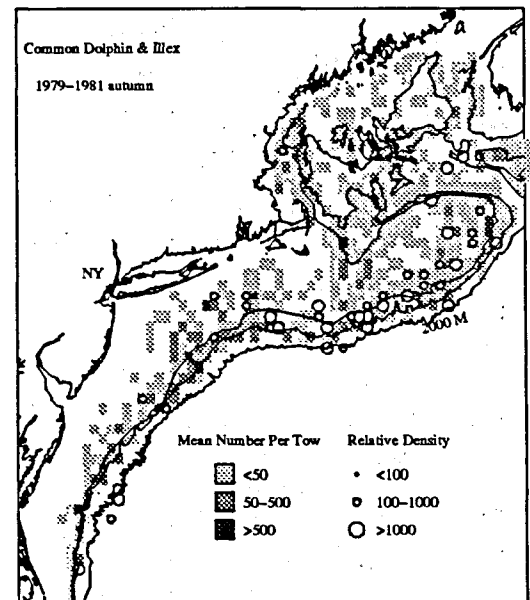 Common Dolphin & Illex
1979–1981 autumn
NY
2000 M
Mean Number Per Tow
Relative Density
<50
<100
50–500
100–1000
>500
>1000